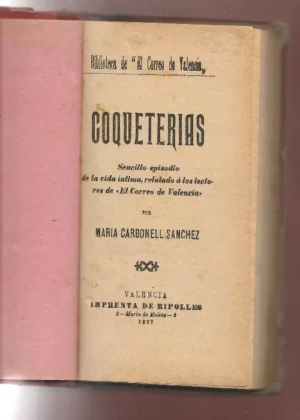 Biblioteca de "El Correo de Valencia„
COQUETERIAS
Sencillo episodio
de la vida íntima, relatado á los lecto-
res de «El Correo de Valencia»
POR
MARIA CARBONELL SANCHEZ
VALENCIA
IMPRENTA DE RIPOLLÉS
1897